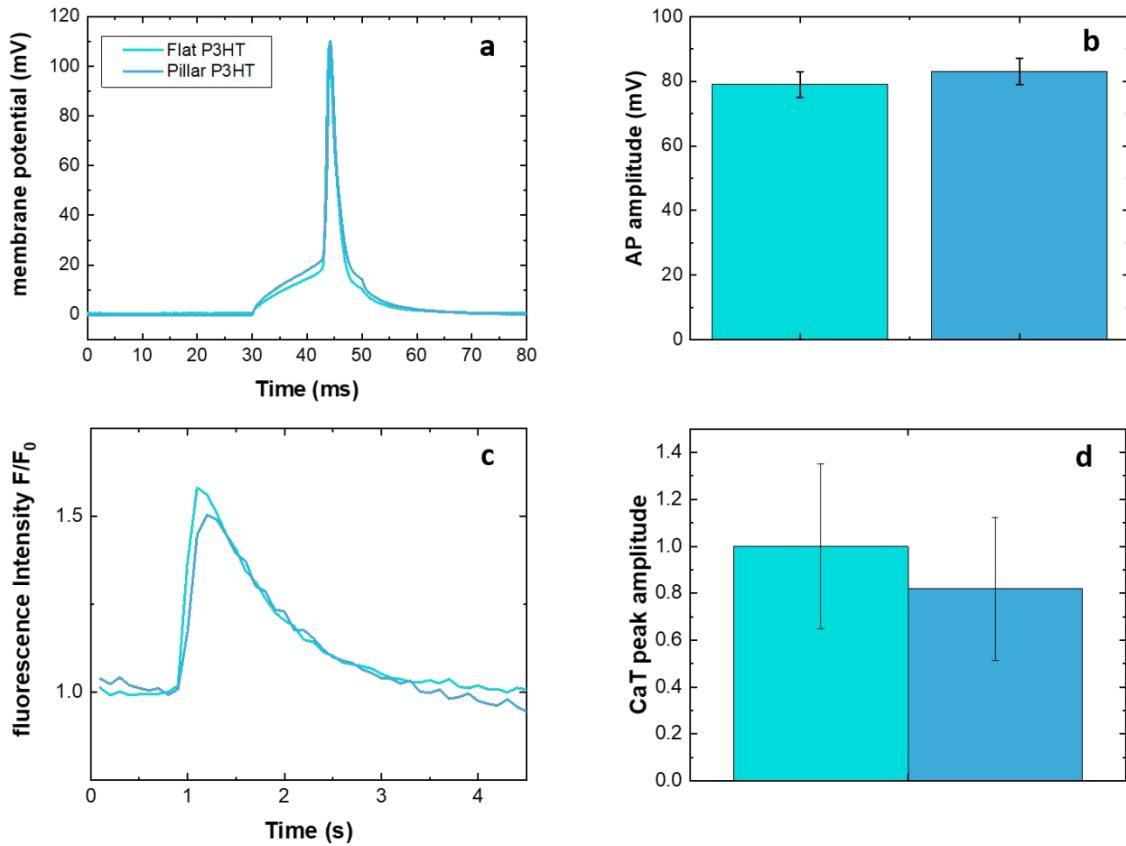 a
Flat P3HT
Pillar P3HT
membrane potential (mV)
120
100
80
60
40
20
0
0 10 20 30 40 50 60 70 80
Time (ms)
b
AP amplitude (mV)
100
80
60
40
20
0
c
fluorescence Intensity F/F₀
1.5
1.0
0 1 2 3 4
Time (s)
d
CaT peak amplitude
1.4
1.2
1.0
0.8
0.6
0.4
0.2
0.0